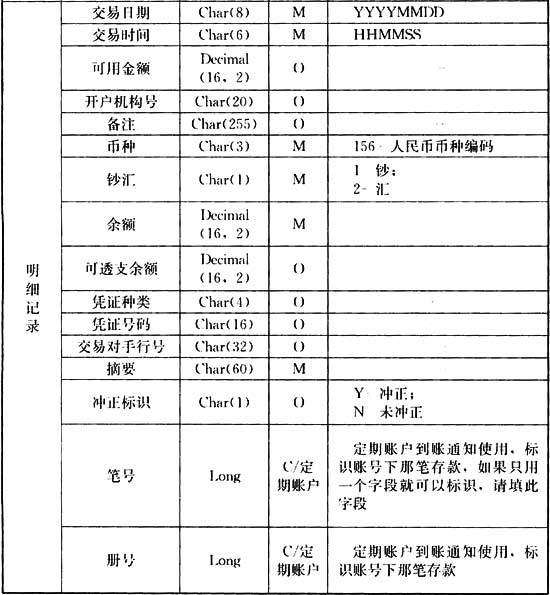 交易日期 Char(8) M YYYYMMDD
交易时间 Char(6) M HHMMSS
可用金额 Decimal (16，2) O
开户机构号 Char(20) O
备注 Char(255) O
币种 Char(3) M 156-人民币币种编码
钞汇 Char(1) M 1 钞；
2- 汇
余额 Decimal (16，2) M
明细记录
可透支余额 Decimal (16，2) O
凭证种类 Char(4) O
凭证号码 Char(16) O
交易对手行号 Char(32) O
摘要 Char(60) M
冲正标识 Char(1) O Y 冲正；
N 未冲正
笔号 Long C/定期账户 定期账户到账通知使用，标
识账号下那笔存款，如果只用
一个字段就可以标识，请填此
字段
册号 Long C/定期账户 定期账户到账通知使用，标
识账号下那笔存款